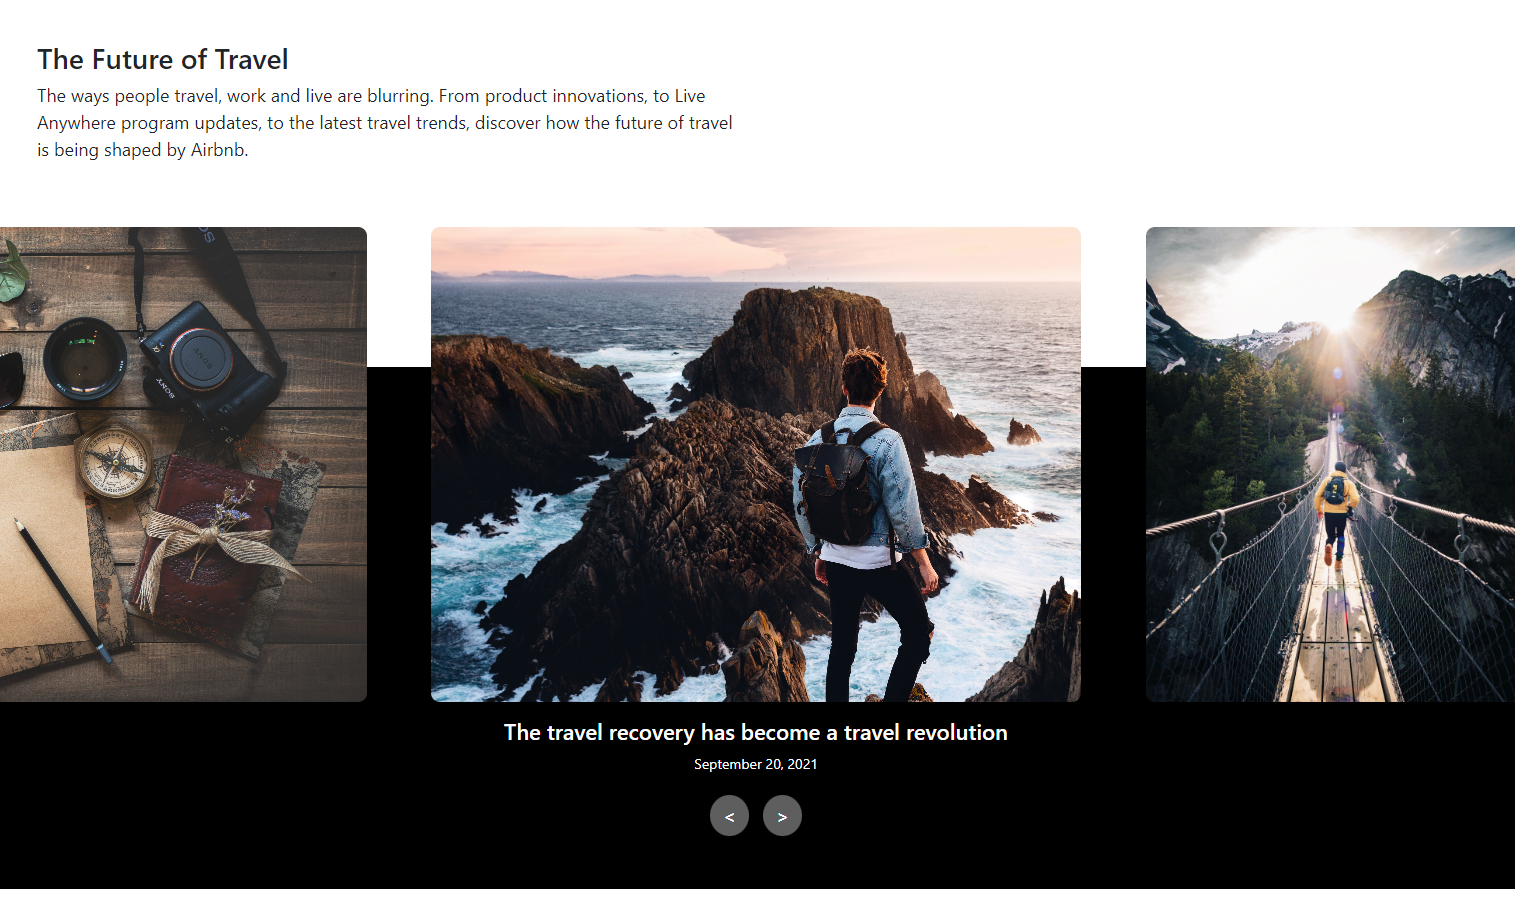 The Future of Travel
The ways people travel, work and live are blurring. From product innovations, to Live
Anywhere program updates, to the latest travel trends, discover how the future of travel
is being shaped by Airbnb.
SONY
SONY
The travel recovery has become a travel revolution
September 20, 2021
< >